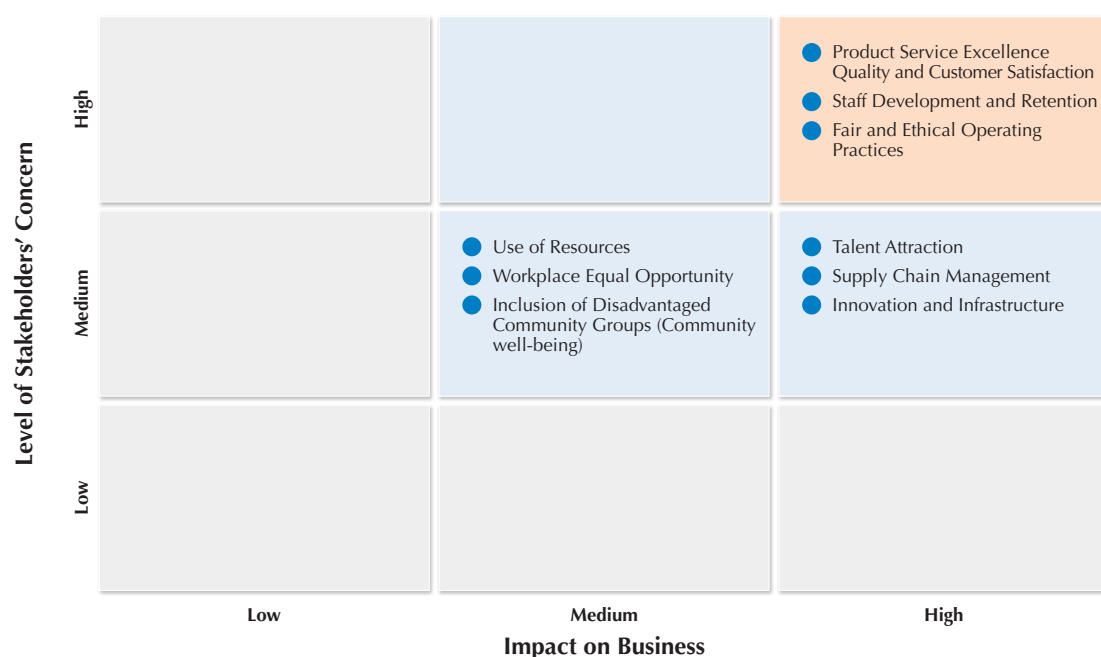 Level of Stakeholders’ Concern
High
Product Service Excellence
Quality and Customer Satisfaction
Staff Development and Retention
Fair and Ethical Operating
Practices
Medium
Use of Resources
Workplace Equal Opportunity
Inclusion of Disadvantaged
Community Groups (Community
well-being)
Talent Attraction
Supply Chain Management
Innovation and Infrastructure
Low
Low
Medium
High
Impact on Business